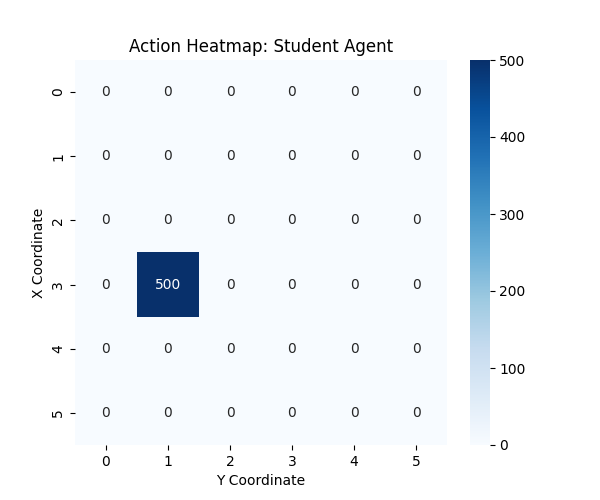 Action Heatmap: Student Agent
500
0 0 0 0 0 0 0
400
1 0 0 0 0 0 0
300
2 0 0 0 0 0 0
X Coordinate
200
3 0 500 0 0 0 0
100
4 0 0 0 0 0 0
5 0 0 0 0 0 0
0
0 1 2 3 4 5
Y Coordinate